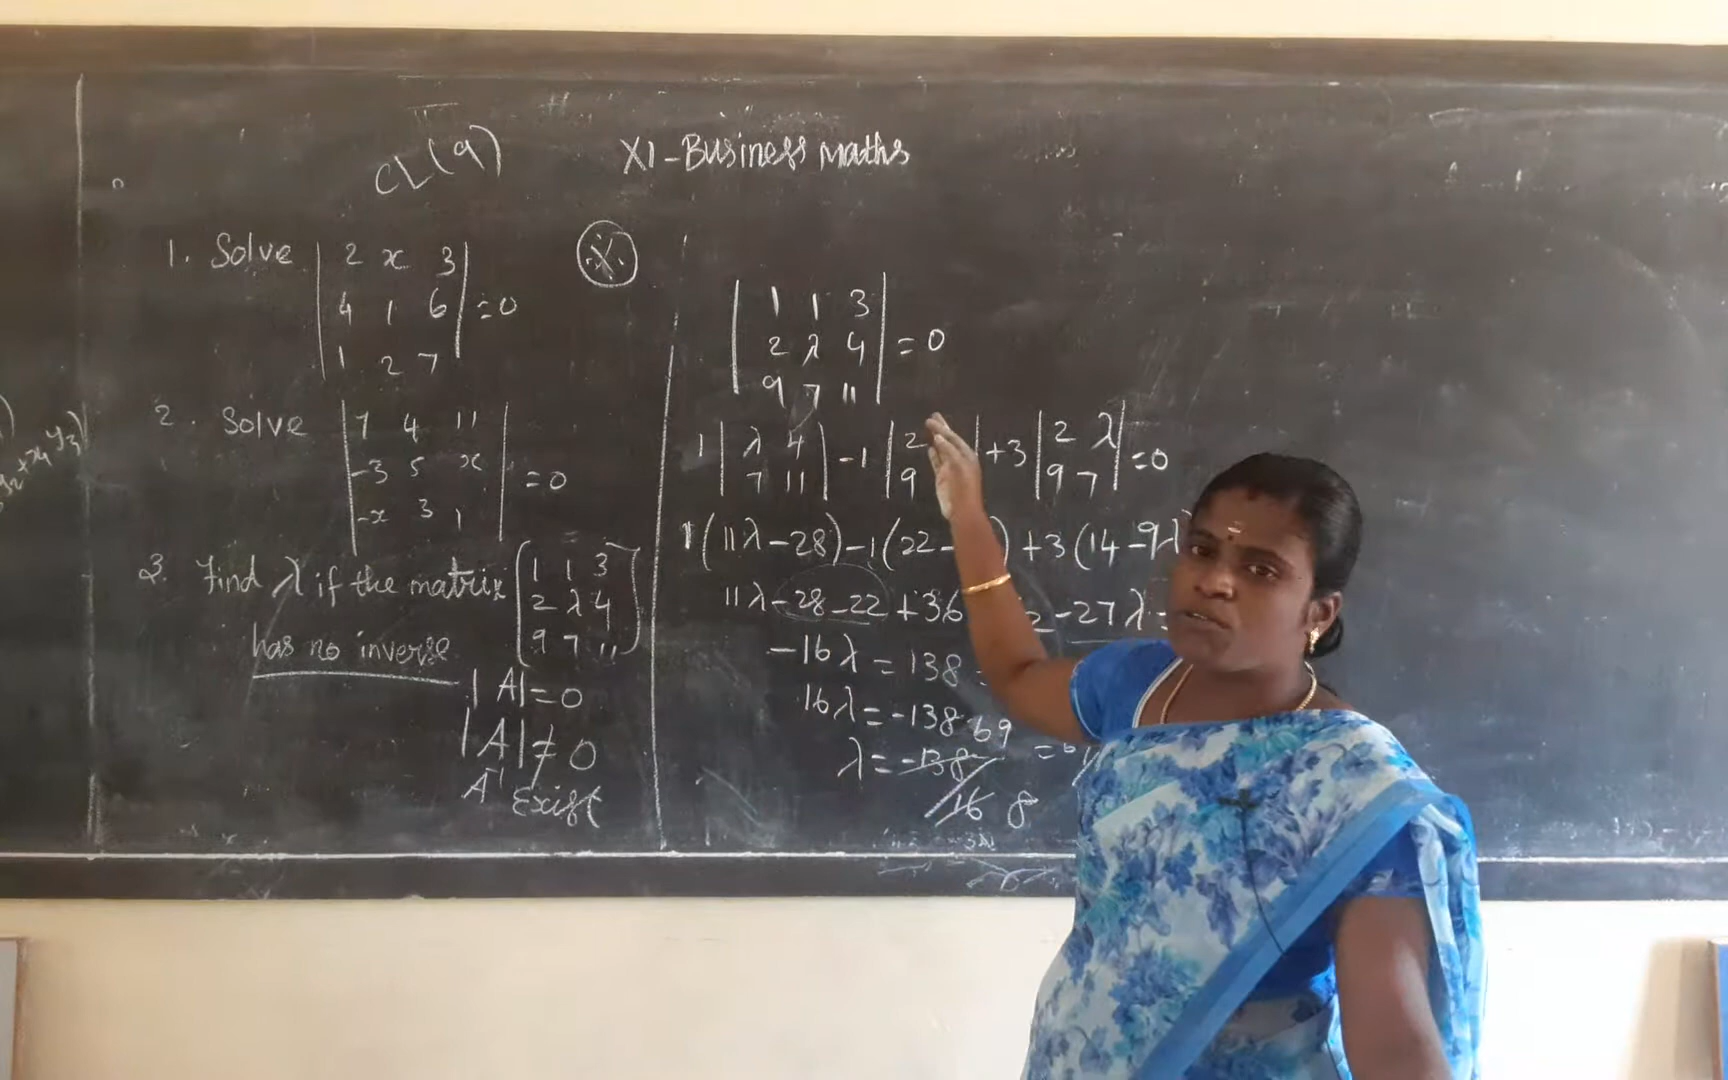 CL(9)
XI-Business Maths
1. Solve | 2 x 3 |
| 4 1 6 | = 0
| 1 2 7 |
2. Solve | 7 4 11 |
| -3 5 x | = 0
| -x 3 1 |
3. Find λ if the matrix [ 1 1 3 ]
[ 2 λ 4 ]
has no inverse [ 9 7 11 ]
|A| = 0
|A| ≠ 0
A⁻¹ Exist
| 1 1 3 |
| 2 λ 4 | = 0
| 9 7 11 |
1 | λ 4 | -1 | 2 | +3 | 2 λ | = 0
| 7 11 | | 9 | | 9 7 |
1(11λ-28) -1(22- ) +3(14-9λ
11λ-28-22 +36 2 -27λ =
-16λ = 138
16λ = -138
69
λ = -138 =
16 8